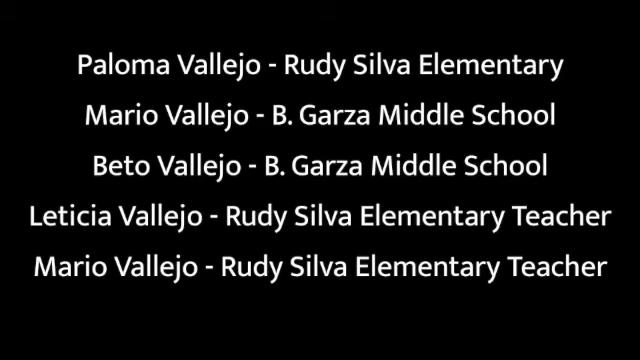 Paloma Vallejo - Rudy Silva Elementary
Mario Vallejo - B. Garza Middle School
Beto Vallejo - B. Garza Middle School
Leticia Vallejo - Rudy Silva Elementary Teacher
Mario Vallejo - Rudy Silva Elementary Teacher